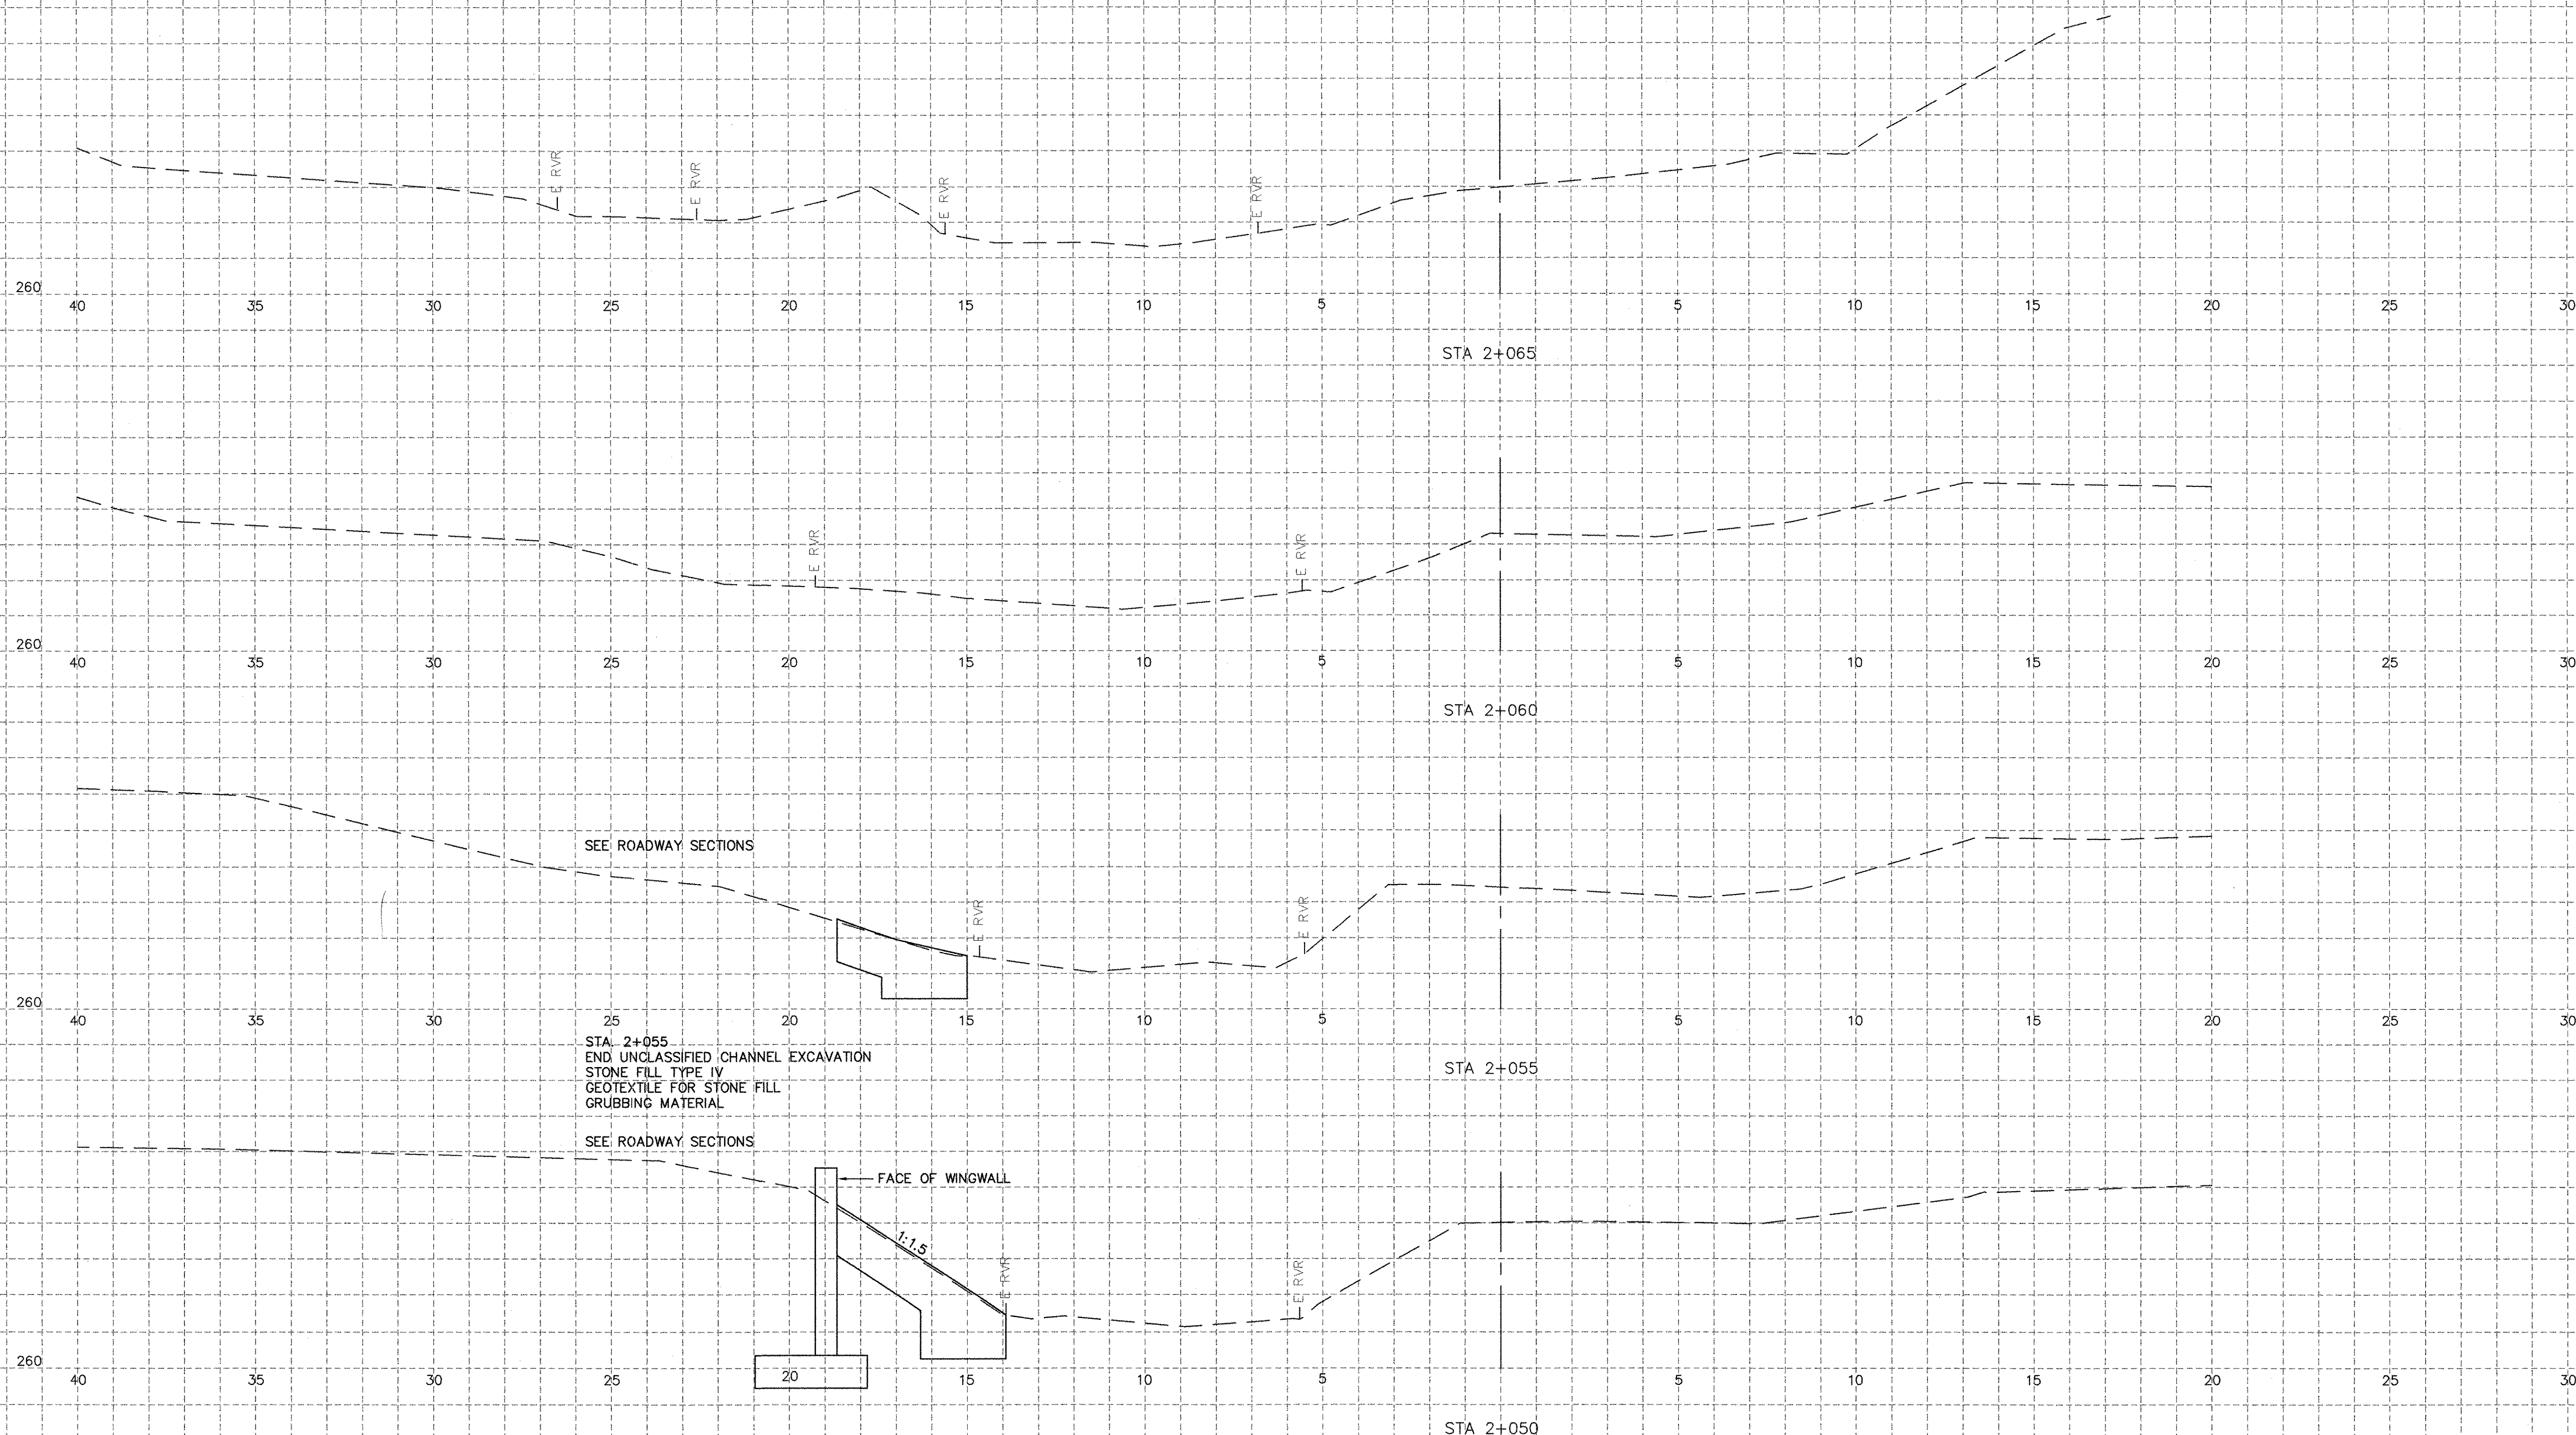 E RVR
E RVR
E RVR
E RVR
260
40 35 30 25 20 15 10 5 5 10 15 20 25 30
STA 2+065
E RVR
E RVR
260
40 35 30 25 20 15 10 5 5 10 15 20 25 30
STA 2+060
SEE ROADWAY SECTIONS
E RVR
E RVR
260
40 35 30 25 20 15 10 5 5 10 15 20 25 30
STA. 2+055
END UNCLASSIFIED CHANNEL EXCAVATION
STONE FILL TYPE IV
GEOTEXTILE FOR STONE FILL
GRUBBING MATERIAL
STA 2+055
SEE ROADWAY SECTIONS
FACE OF WINGWALL
1:1.5
E RVR
E RVR
260
40 35 30 25 20 15 10 5 5 10 15 20 25 30
STA 2+050